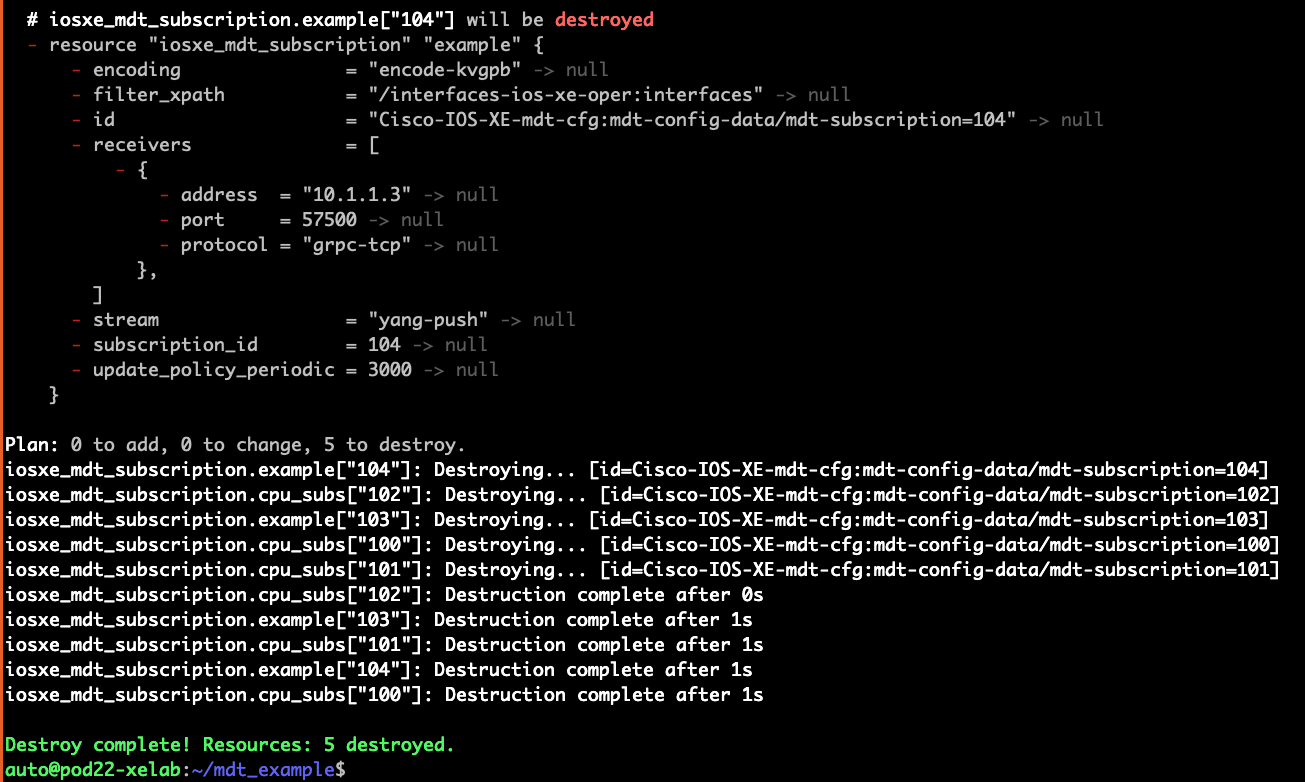 # iosxe_mdt_subscription.example["104"] will be destroyed
- resource "iosxe_mdt_subscription" "example" {
- encoding = "encode-kvgpb" -> null
- filter_xpath = "/interfaces-ios-xe-oper:interfaces" -> null
- id = "Cisco-IOS-XE-mdt-cfg:mdt-config-data/mdt-subscription=104" -> null
- receivers = [
- {
- address = "10.1.1.3" -> null
- port = 57500 -> null
- protocol = "grpc-tcp" -> null
},
]
- stream = "yang-push" -> null
- subscription_id = 104 -> null
- update_policy_periodic = 3000 -> null
}
Plan: 0 to add, 0 to change, 5 to destroy.
iosxe_mdt_subscription.example["104"]: Destroying... [id=Cisco-IOS-XE-mdt-cfg:mdt-config-data/mdt-subscription=104]
iosxe_mdt_subscription.cpu_subs["102"]: Destroying... [id=Cisco-IOS-XE-mdt-cfg:mdt-config-data/mdt-subscription=102]
iosxe_mdt_subscription.example["103"]: Destroying... [id=Cisco-IOS-XE-mdt-cfg:mdt-config-data/mdt-subscription=103]
iosxe_mdt_subscription.cpu_subs["100"]: Destroying... [id=Cisco-IOS-XE-mdt-cfg:mdt-config-data/mdt-subscription=100]
iosxe_mdt_subscription.cpu_subs["101"]: Destroying... [id=Cisco-IOS-XE-mdt-cfg:mdt-config-data/mdt-subscription=101]
iosxe_mdt_subscription.cpu_subs["102"]: Destruction complete after 0s
iosxe_mdt_subscription.example["103"]: Destruction complete after 1s
iosxe_mdt_subscription.cpu_subs["101"]: Destruction complete after 1s
iosxe_mdt_subscription.example["104"]: Destruction complete after 1s
iosxe_mdt_subscription.cpu_subs["100"]: Destruction complete after 1s
Destroy complete! Resources: 5 destroyed.
auto@pod22-xelab:~/mdt_example$